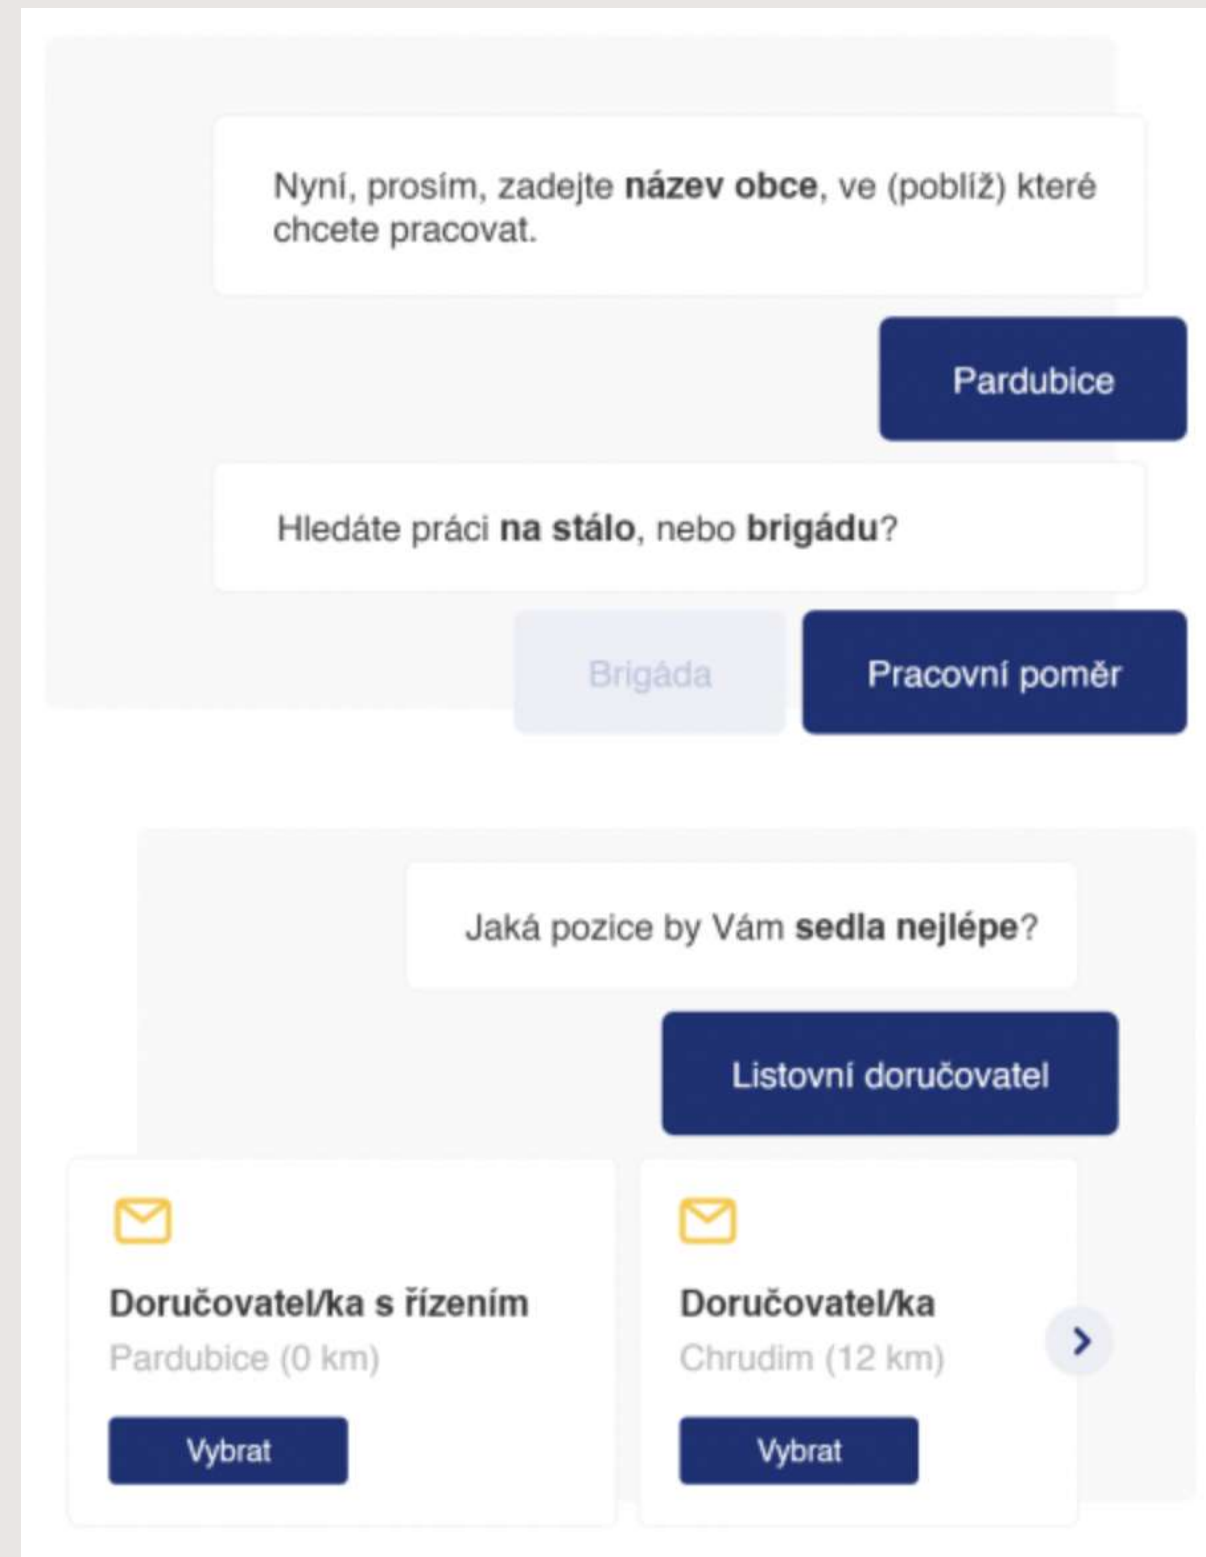 Nyní, prosím, zadejte název obce, ve (poblíž) které
chcete pracovat.
Pardubice
Hledáte práci na stálo, nebo brigádu?
Brigáda
Pracovní poměr
Jaká pozice by Vám sedla nejlépe?
Listovní doručovatel
Doručovatel/ka s řízením
Pardubice (0 km)
Vybrat
Doručovatel/ka
Chrudim (12 km)
Vybrat